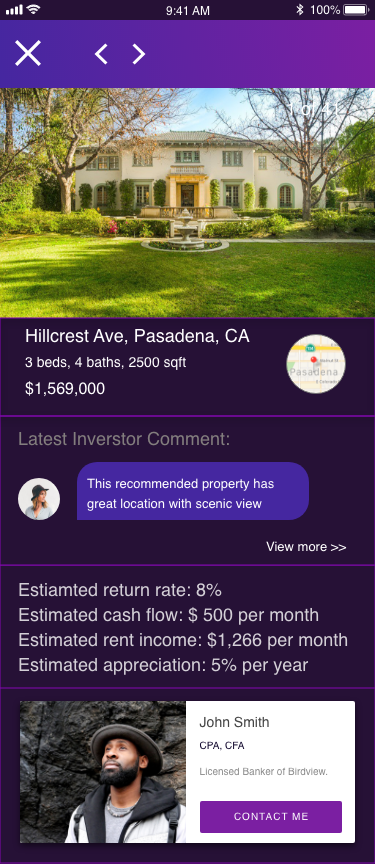 9:41 AM
100%
Hillcrest Ave, Pasadena, CA
3 beds, 4 baths, 2500 sqft
$1,569,000
Pasadena
Latest Inverstor Comment:
This recommended property has
great location with scenic view
View more >>
Estiamted return rate: 8%
Estimated cash flow: $ 500 per month
Estimated rent income: $1,266 per month
Estimated appreciation: 5% per year
John Smith
CPA, CFA
Licensed Banker of Birdview.
CONTACT ME